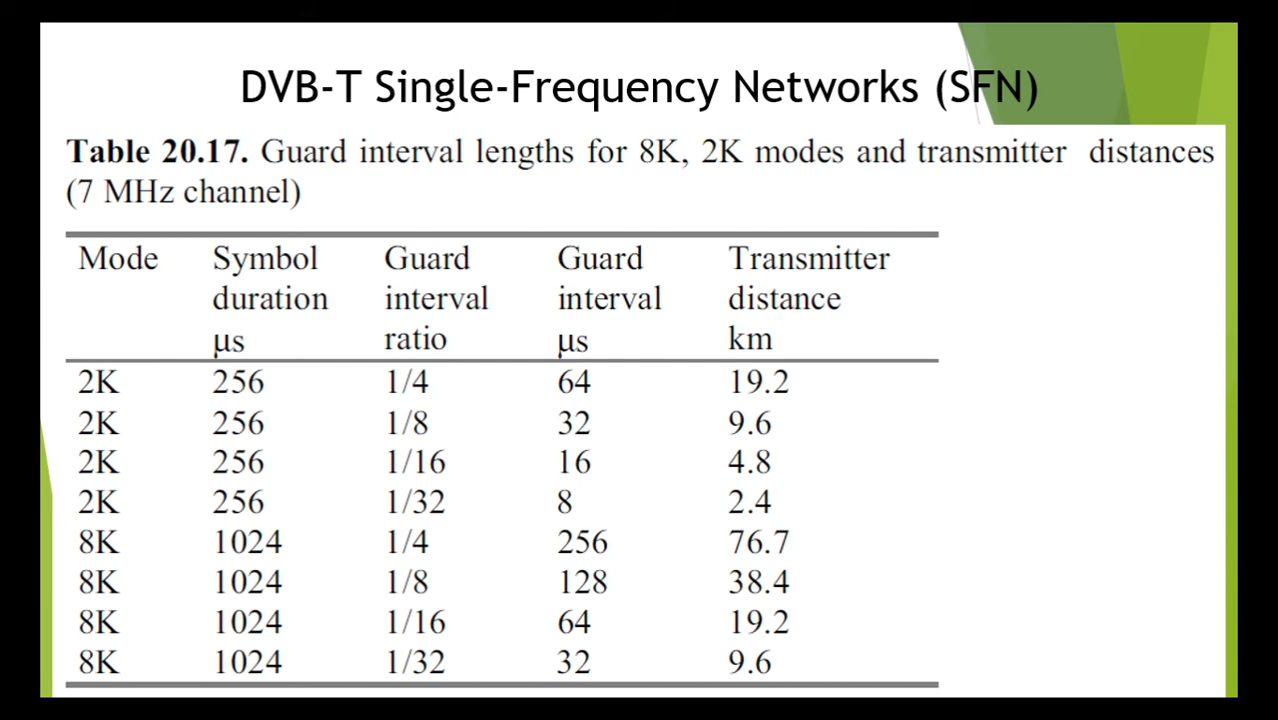 DVB-T Single-Frequency Networks (SFN)
Table 20.17. Guard interval lengths for 8K, 2K modes and transmitter distances
(7 MHz channel)
Mode Symbol Guard Guard Transmitter
duration interval interval distance
μs ratio μs km
2K 256 1/4 64 19.2
2K 256 1/8 32 9.6
2K 256 1/16 16 4.8
2K 256 1/32 8 2.4
8K 1024 1/4 256 76.7
8K 1024 1/8 128 38.4
8K 1024 1/16 64 19.2
8K 1024 1/32 32 9.6